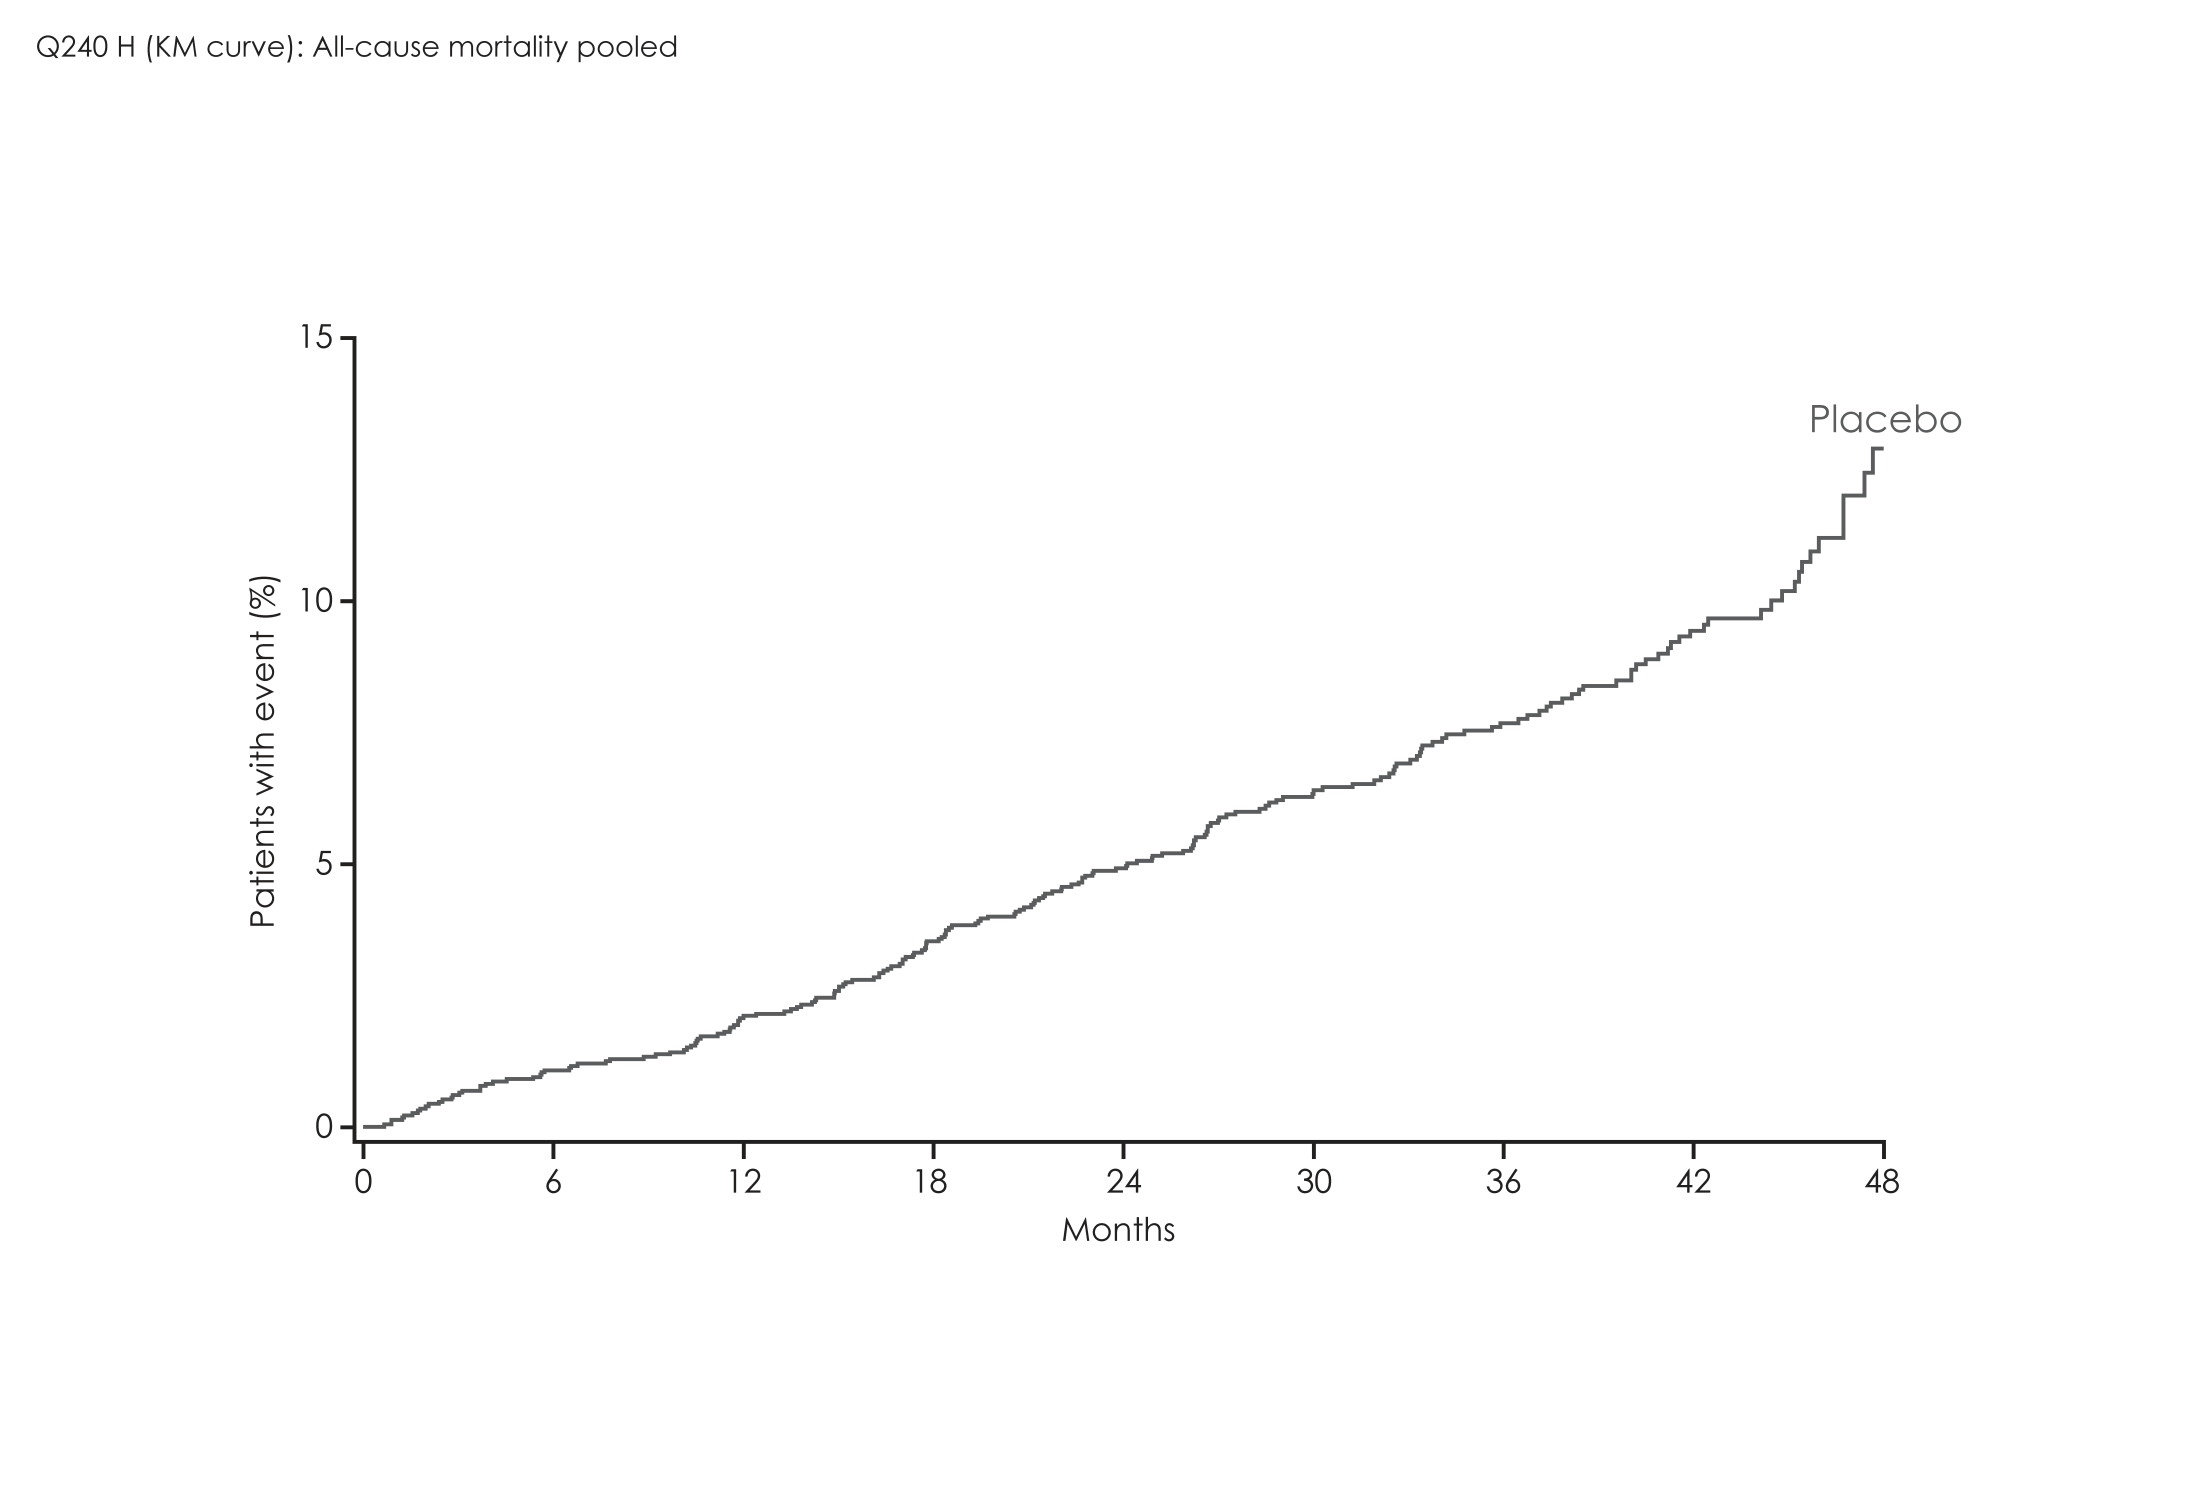 Q240 H (KM curve): All-cause mortality pooled
Placebo
Patients with event (%)
15
10
5
0
0 6 12 18 24 30 36 42 48
Months